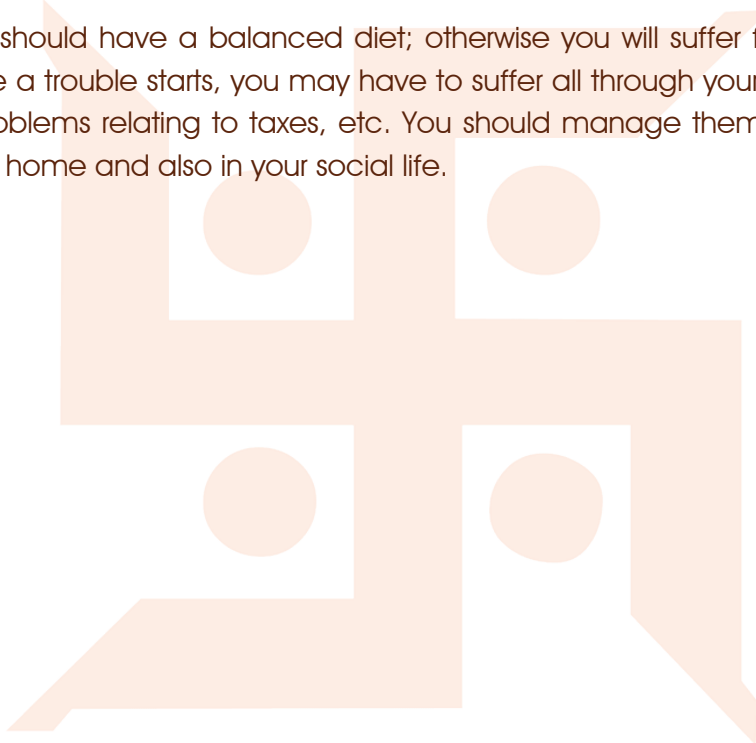 should have a balanced diet; otherwise you will suffer
a trouble starts, you may have to suffer all through your
relating to taxes, etc. You should manage them
home and also in your social life.